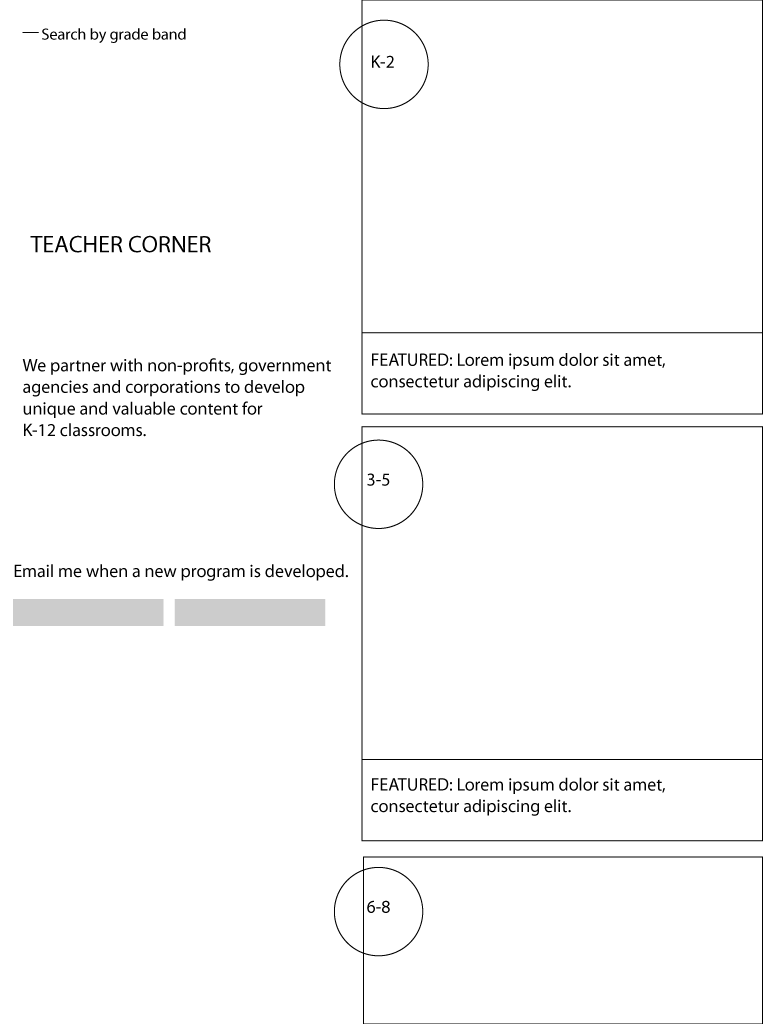 — Search by grade band
TEACHER CORNER
We partner with non-profits, government
agencies and corporations to develop
unique and valuable content for
K-12 classrooms.
Email me when a new program is developed.
K-2
FEATURED: Lorem ipsum dolor sit amet,
consectetur adipiscing elit.
3-5
FEATURED: Lorem ipsum dolor sit amet,
consectetur adipiscing elit.
6-8